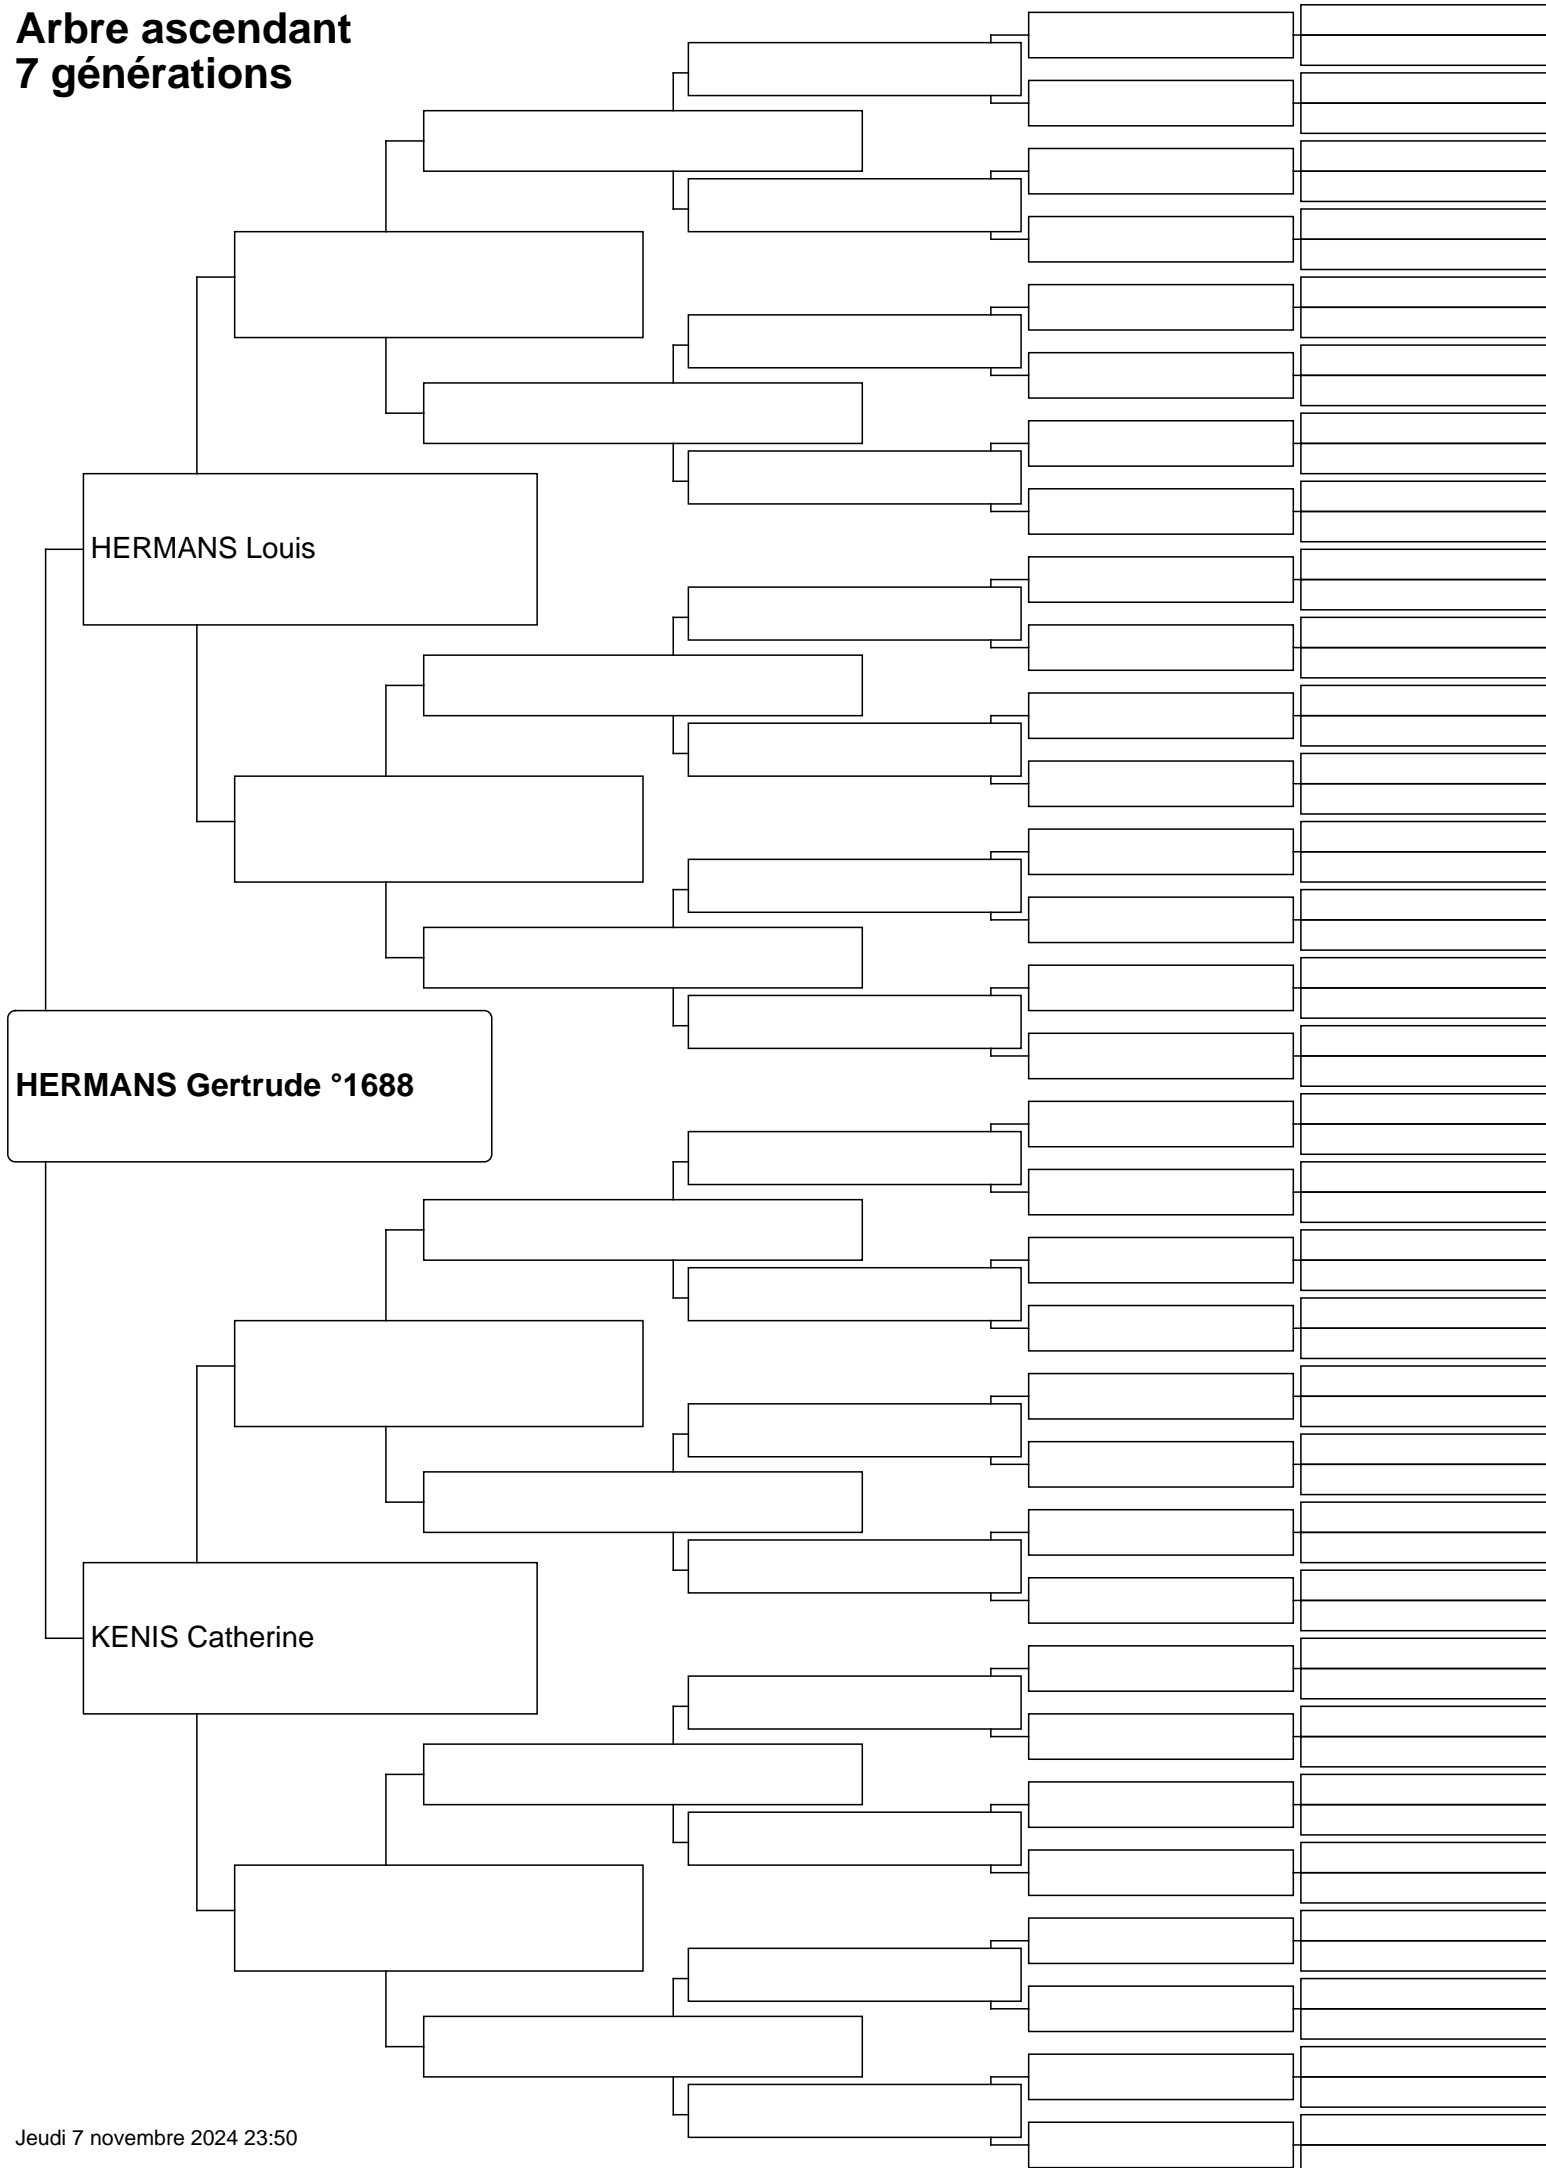 Arbre ascendant
7 générations
HERMANS Louis
HERMANS Gertrude °1688
KENIS Catherine
Jeudi 7 novembre 2024 23:50